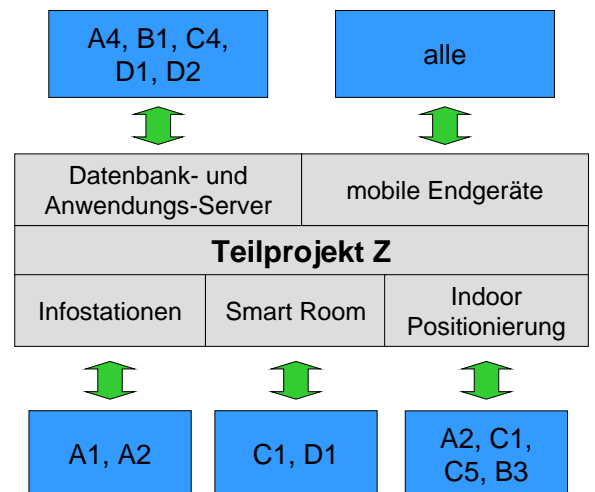 A4, B1, C4,
D1, D2
alle
Datenbank- und
Anwendungs-Server
mobile Endgeräte
Teilprojekt Z
Infostationen
Smart Room
Indoor
Positionierung
A1, A2
C1, D1
A2, C1,
C5, B3